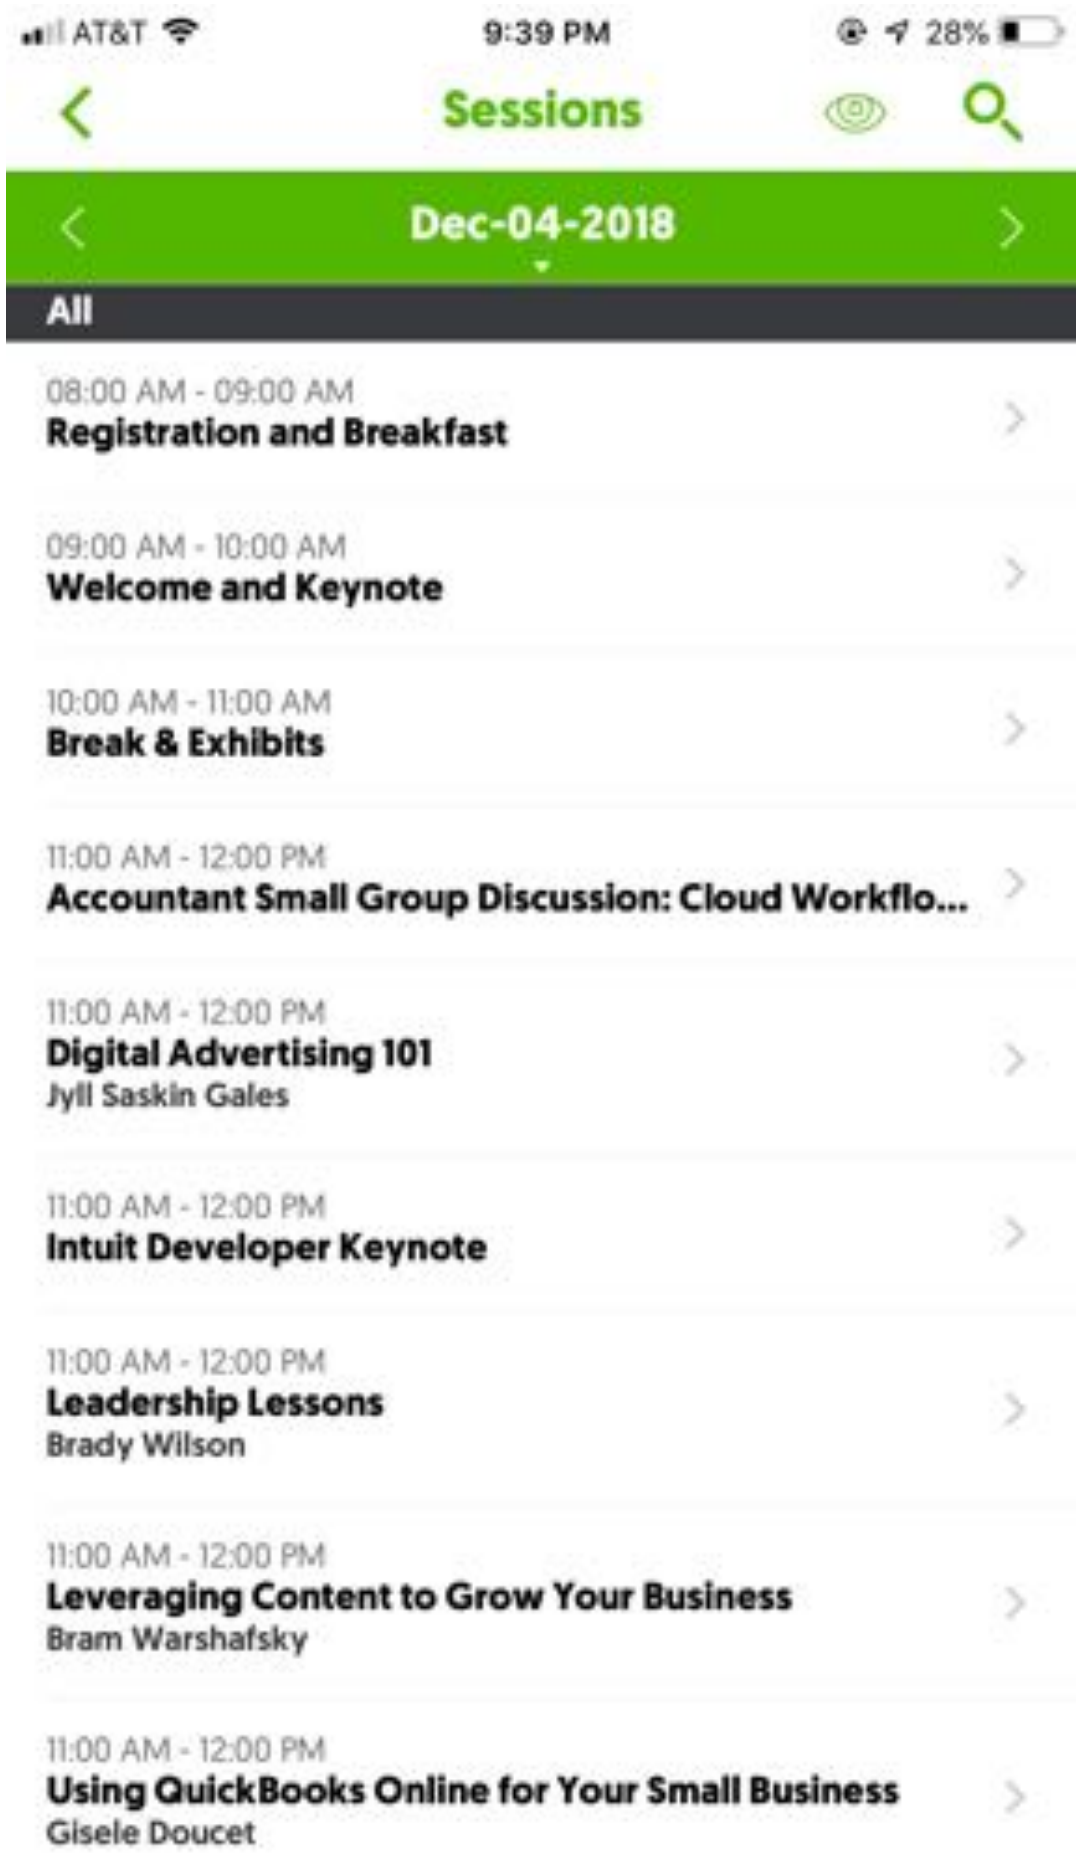 AT&T 9:39 PM 28%
Sessions
Dec-04-2018
All
08:00 AM - 09:00 AM
Registration and Breakfast
09:00 AM - 10:00 AM
Welcome and Keynote
10:00 AM - 11:00 AM
Break & Exhibits
11:00 AM - 12:00 PM
Accountant Small Group Discussion: Cloud Workflo...
11:00 AM - 12:00 PM
Digital Advertising 101
Jyll Saskin Gales
11:00 AM - 12:00 PM
Intuit Developer Keynote
11:00 AM - 12:00 PM
Leadership Lessons
Brady Wilson
11:00 AM - 12:00 PM
Leveraging Content to Grow Your Business
Bram Warshafsky
11:00 AM - 12:00 PM
Using QuickBooks Online for Your Small Business
Gisele Doucet